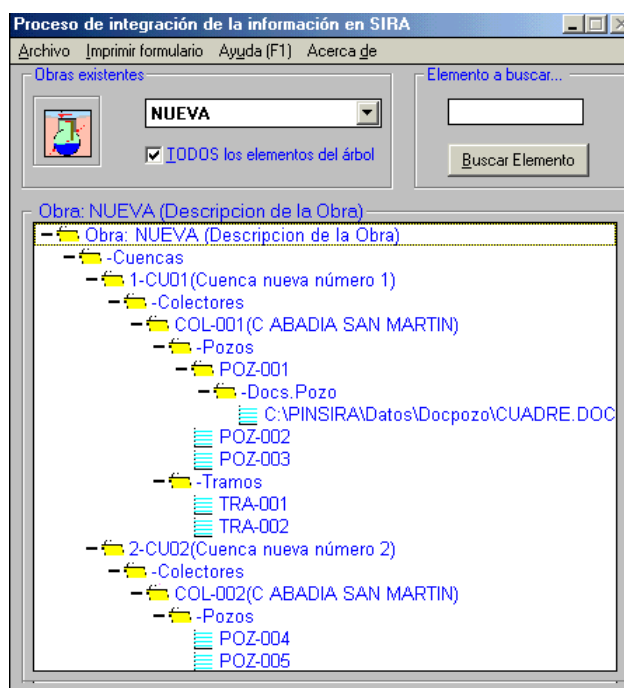 Proceso de integración de la información en SIRA
Archivo Imprimir formulario Ayuda (F1) Acerca de
Obras existentes
Elemento a buscar...
NUEVA
TODOS los elementos del árbol
Buscar Elemento
Obra: NUEVA (Descripcion de la Obra)
Obra: NUEVA (Descripcion de la Obra)
-Cuencas
1-CU01(Cuenca nueva número 1)
-Colectores
COL-001(C ABADIA SAN MARTIN)
-Pozos
POZ-001
-Docs.Pozo
C:\PINSIRA\Datos\Docpozo\CUADRE.DOC
POZ-002
POZ-003
-Tramos
TRA-001
TRA-002
2-CU02(Cuenca nueva número 2)
-Colectores
COL-002(C ABADIA SAN MARTIN)
-Pozos
POZ-004
POZ-005